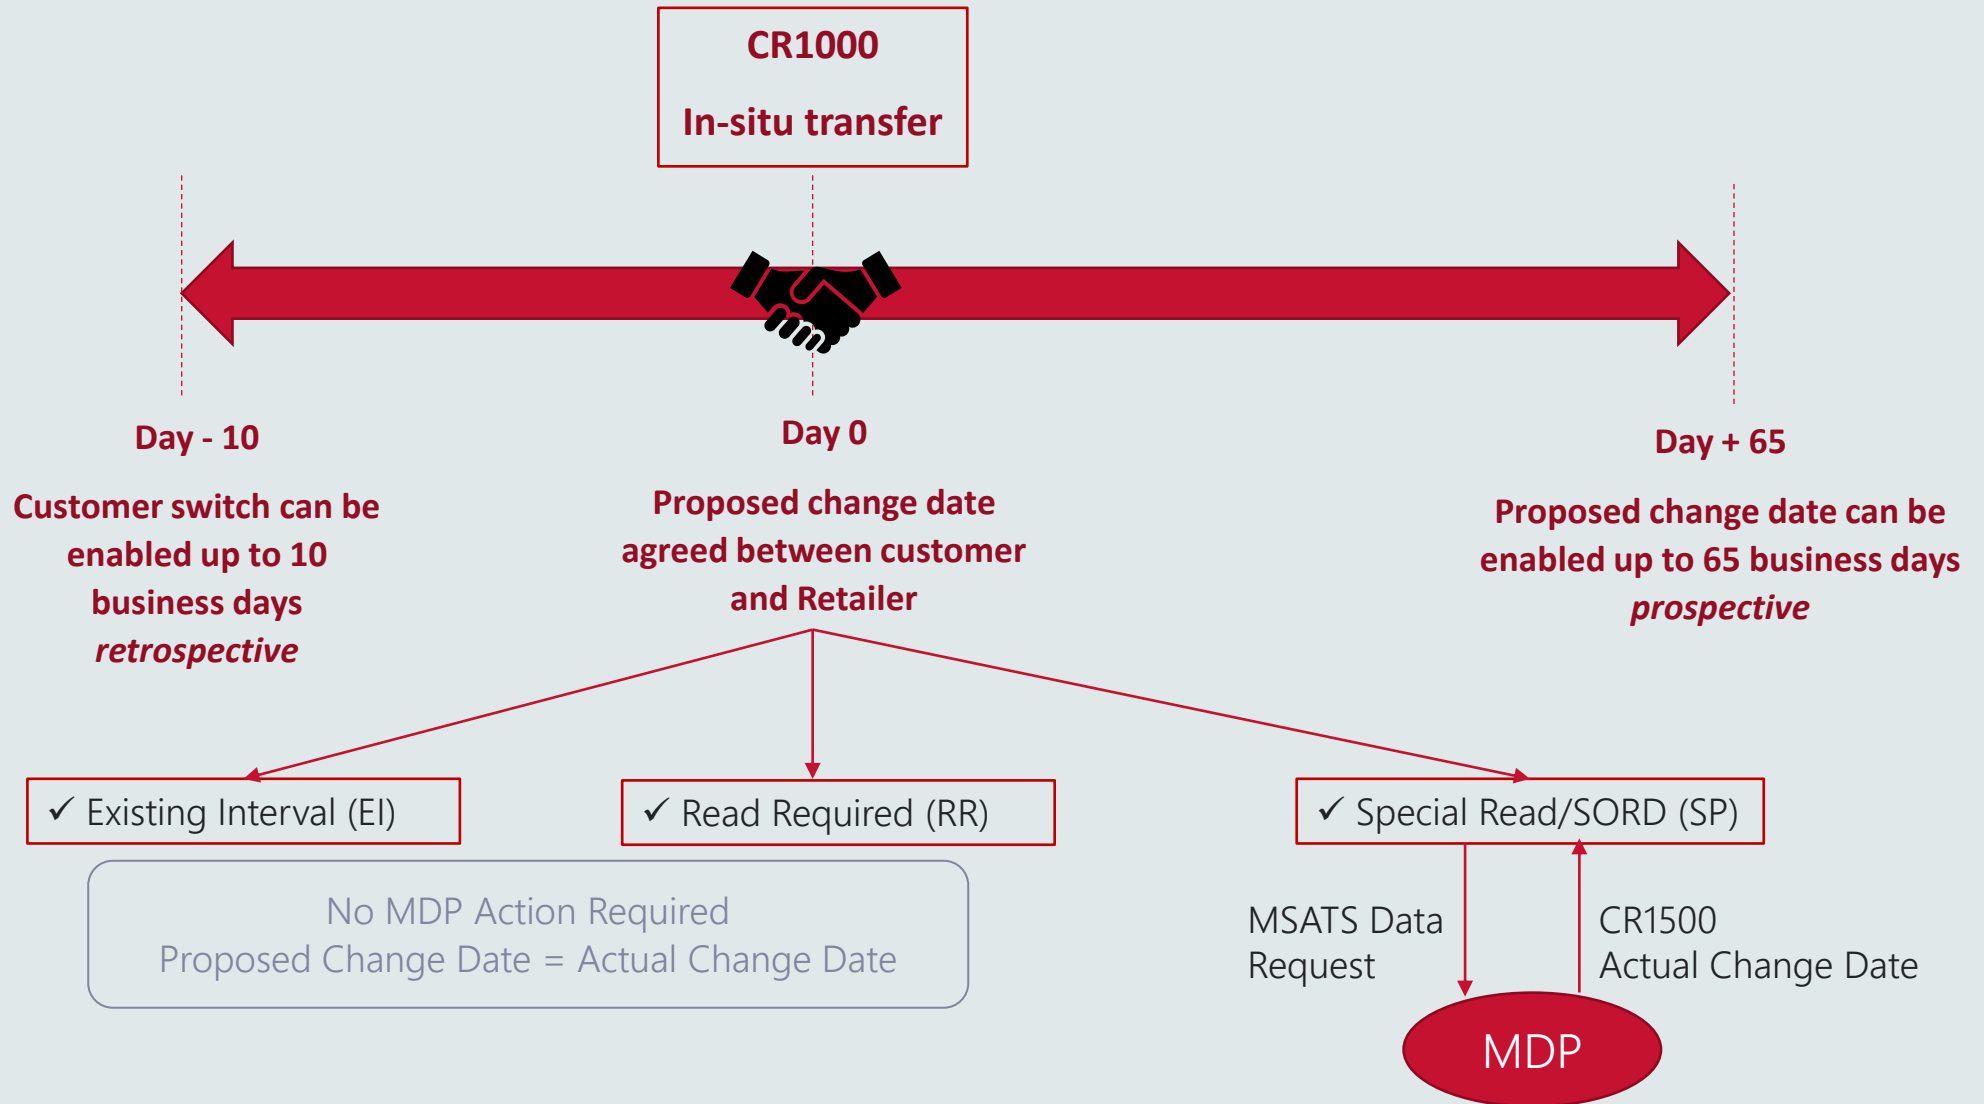 CR1000
In-situ transfer
Day - 10
Customer switch can be
enabled up to 10
business days
retrospective
Day 0
Proposed change date
agreed between customer
and Retailer
Day + 65
Proposed change date can be
enabled up to 65 business days
prospective
✓ Existing Interval (EI)
✓ Read Required (RR)
✓ Special Read/SORD (SP)
No MDP Action Required
Proposed Change Date = Actual Change Date
MSATS Data
Request
CR1500
Actual Change Date
MDP